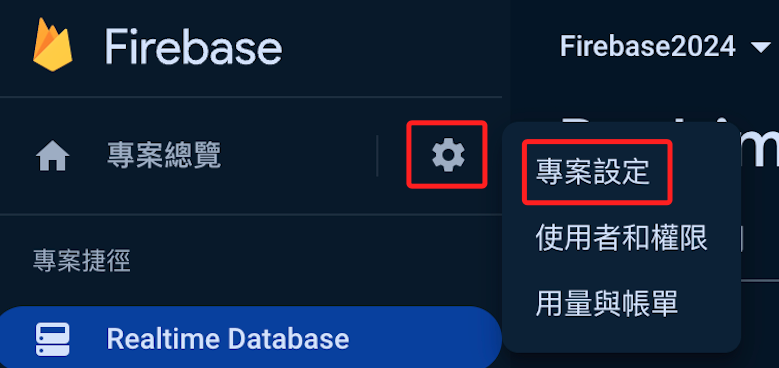 Firebase
Firebase2024
專案總覽
專案設定
使用者和權限
用量與帳單
專案捷徑
Realtime Database